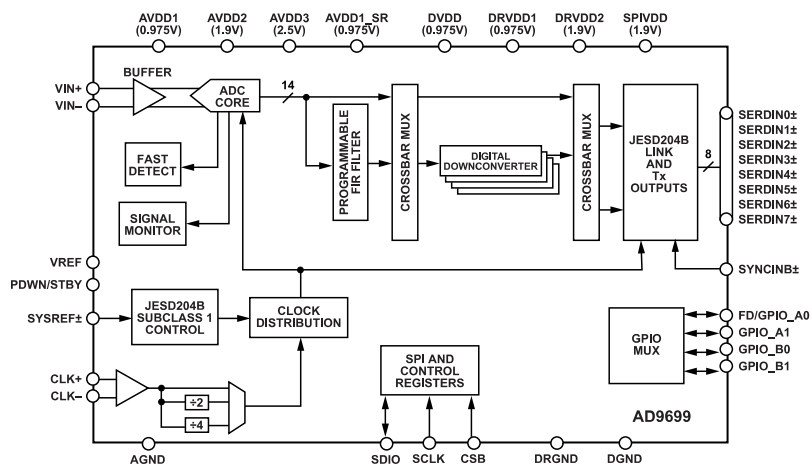 AVDD1
(0.975V)
AVDD2
(1.9V)
AVDD3
(2.5V)
AVDD1_SR
(0.975V)
DVDD
(0.975V)
DRVDD1
(0.975V)
DRVDD2
(1.9V)
SPIVDD
(1.9V)
BUFFER
VIN+
VIN–
ADC
CORE
14
PROGRAMMABLE
FIR FILTER
CROSSBAR MUX
DIGITAL
DOWNCONVERTER
CROSSBAR MUX
JESD204B
LINK
AND
Tx
OUTPUTS
8
SERDIN0±
SERDIN1±
SERDIN2±
SERDIN3±
SERDIN4±
SERDIN5±
SERDIN6±
SERDIN7±
FAST
DETECT
SIGNAL
MONITOR
VREF
PDWN/STBY
SYSREF±
JESD204B
SUBCLASS 1
CONTROL
CLOCK
DISTRIBUTION
SYNCINB±
GPIO
MUX
FD/GPIO_A0
GPIO_A1
GPIO_B0
GPIO_B1
CLK+
CLK–
÷2
÷4
SPI AND
CONTROL
REGISTERS
AD9699
AGND
SDIO
SCLK
CSB
DRGND
DGND